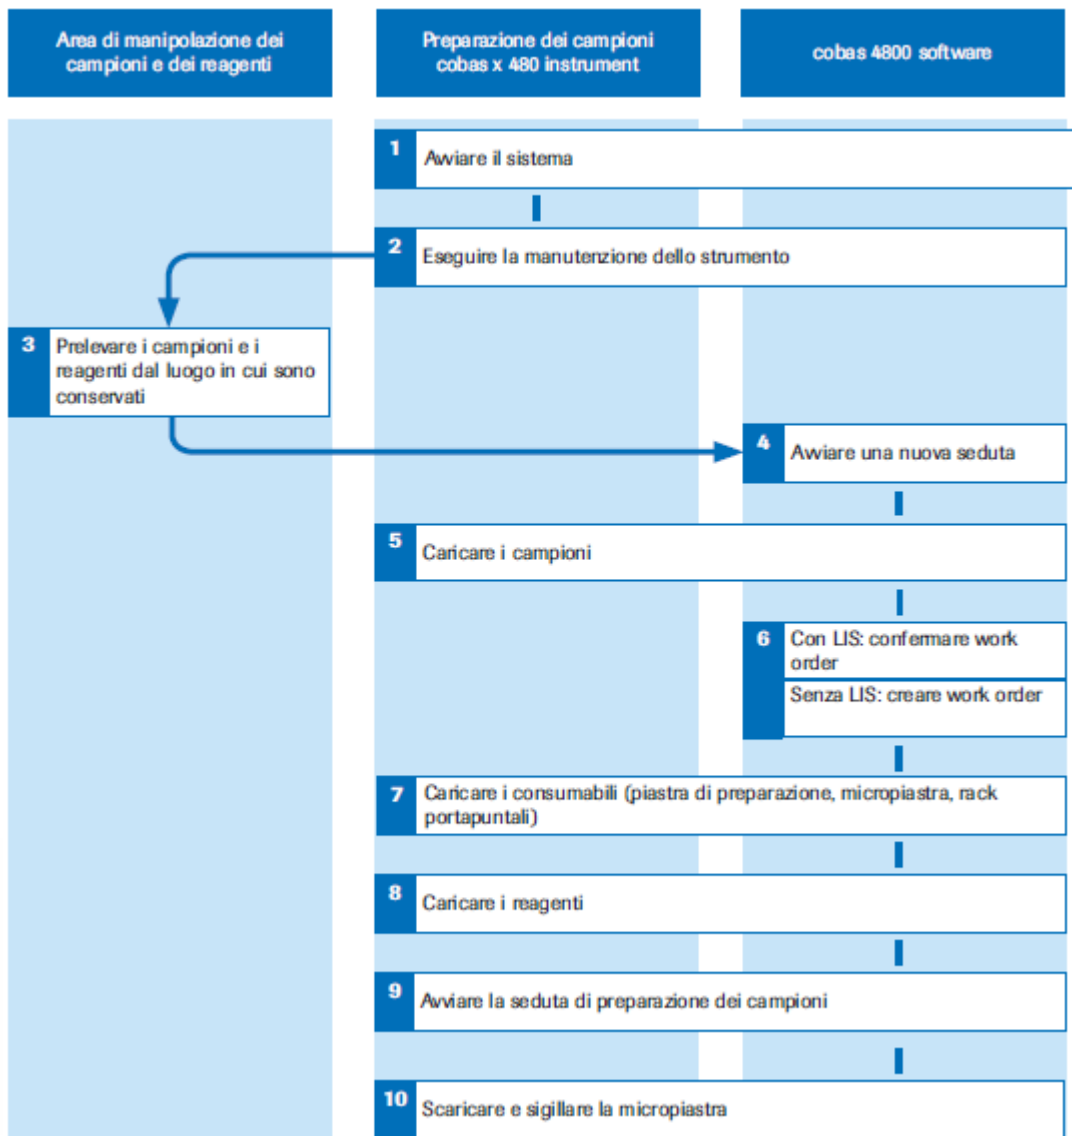 Area di manipolazione dei
campioni e dei reagenti
Preparazione dei campioni
cobas x 480 instrument
cobas 4800 software
1 Avviare il sistema
2 Eseguire la manutenzione dello strumento
3 Prelevare i campioni e i
reagenti dal luogo in cui sono
conservati
4 Avviare una nuova seduta
5 Caricare i campioni
6 Con LIS: confermare work
order
Senza LIS: creare work order
7 Caricare i consumabili (piastra di preparazione, micropiastra, rack
portapuntali)
8 Caricare i reagenti
9 Avviare la seduta di preparazione dei campioni
10 Scaricare e sigillare la micropiastra